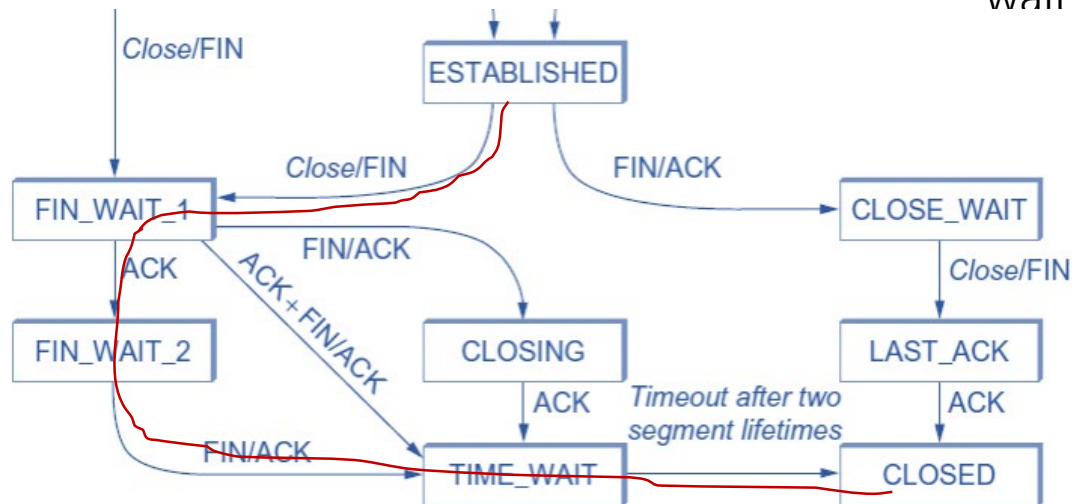 wait
Close/FIN
ESTABLISHED
Close/FIN
FIN/ACK
FIN_WAIT_1
CLOSE_WAIT
FIN/ACK
ACK
ACK+FIN/ACK
Close/FIN
FIN_WAIT_2
CLOSING
LAST_ACK
ACK
Timeout after two
segment lifetimes
ACK
FIN/ACK
TIME_WAIT
CLOSED